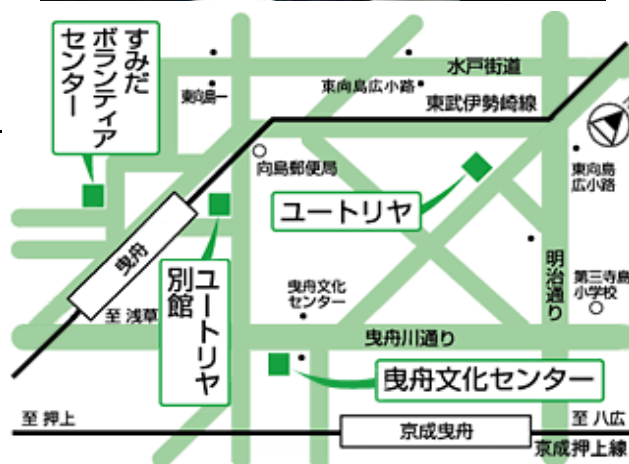 すみだ
ボランティア
センター
東向島一
東向島広小路
水戸街道
東武伊勢崎線
向島郵便局
ユートリヤ
東向島
広小路
曳舟
至 浅草
ユートリヤ
別館
曳舟文化
センター
明治通り
第三寺島
小学校
曳舟川通り
曳舟文化センター
至 押上
京成曳舟
至 八広
京成押上線